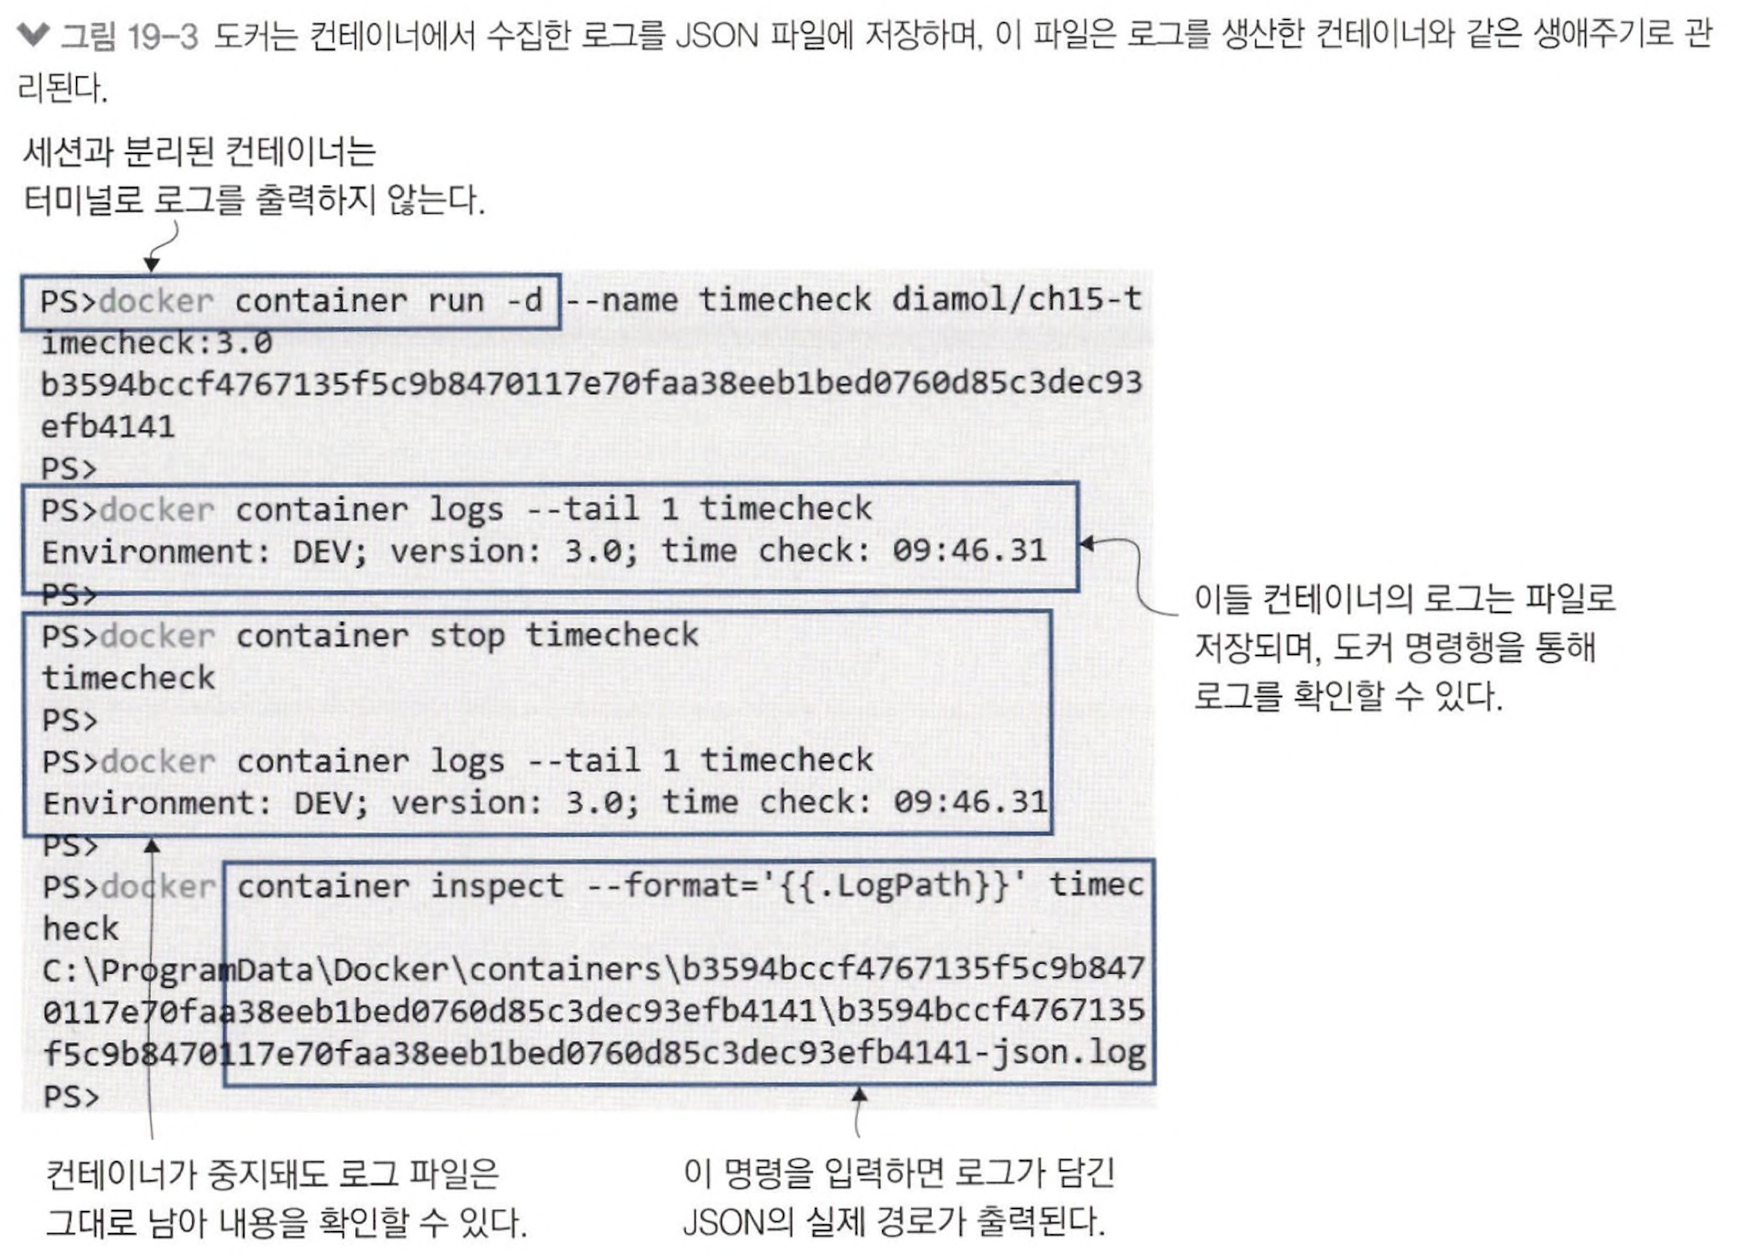 그림 19-3 도커는 컨테이너에서 수집한 로그를 JSON 파일에 저장하며, 이 파일은 로그를 생산한 컨테이너와 같은 생애주기로 관
리된다.
세션과 분리된 컨테이너는
터미널로 로그를 출력하지 않는다.
PS>docker container run -d --name timecheck diamol/ch15-t
imecheck:3.0
b3594bccf4767135f5c9b8470117e70faa38eeb1bed0760d85c3dec93
efb4141
PS>
PS>docker container logs --tail 1 timecheck
Environment: DEV; version: 3.0; time check: 09:46.31
PS>
이들 컨테이너의 로그는 파일로
저장되며, 도커 명령행을 통해
로그를 확인할 수 있다.
PS>docker container stop timecheck
timecheck
PS>
PS>docker container logs --tail 1 timecheck
Environment: DEV; version: 3.0; time check: 09:46.31
PS>
PS>docker container inspect --format='{{.LogPath}}' timec
heck
C:\ProgramData\Docker\containers\b3594bccf4767135f5c9b847
0117e70faa38eeb1bed0760d85c3dec93efb4141\b3594bccf4767135
f5c9b8470117e70faa38eeb1bed0760d85c3dec93efb4141-json.log
PS>
컨테이너가 중지돼도 로그 파일은
그대로 남아 내용을 확인할 수 있다.
이 명령을 입력하면 로그가 담긴
JSON의 실제 경로가 출력된다.